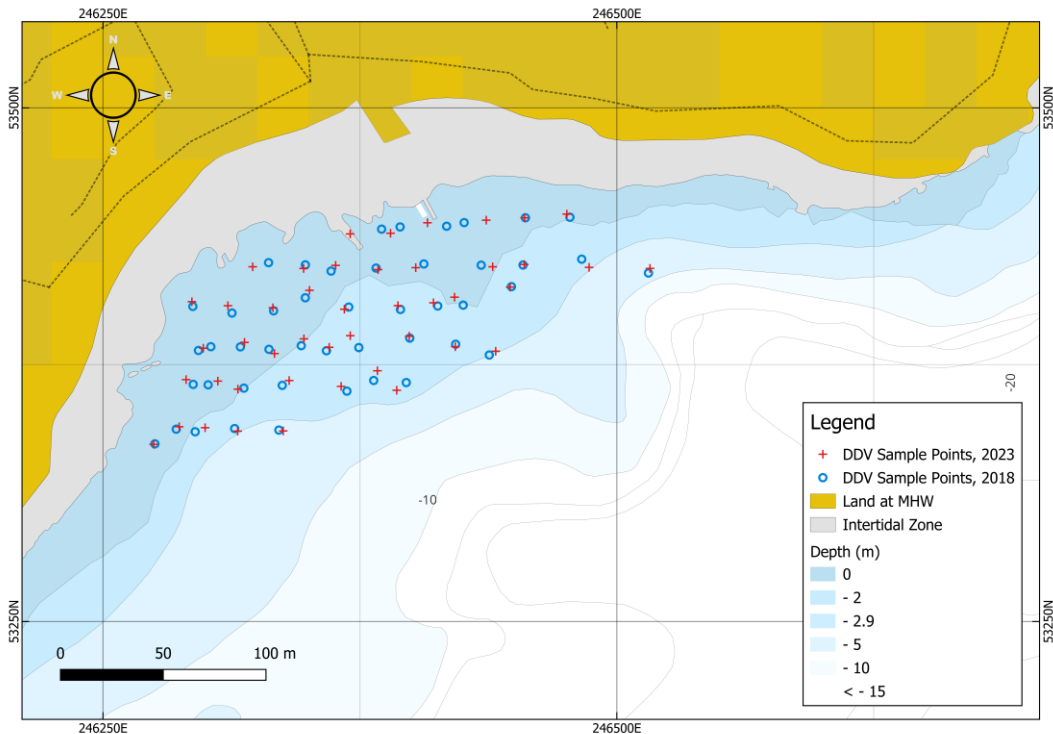 246250E 246500E
N
W E
S
53500N 53500N
-20
-10
Legend
DDV Sample Points, 2023
DDV Sample Points, 2018
Land at MHW
Intertidal Zone
Depth (m)
0
- 2
- 2.9
- 5
- 10
< - 15
53250N 53250N
0 50 100 m
246250E 246500E